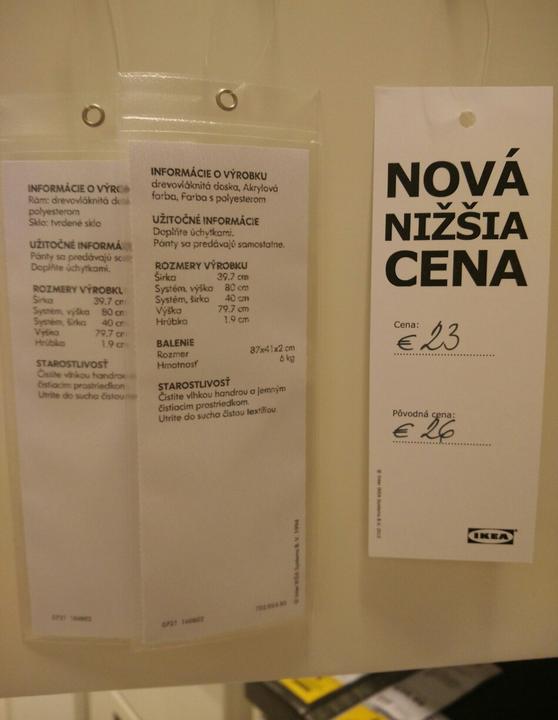 INFORMÁCIE O
Rám: drevovláknitá
polyesterom
Sklo: tvrdené sklo
UŽITOČNÉ
Pánty sa predávajú
Doplňte úchytkami.
ROZMERY VÝROBKU
Šírka 39.7 cm
Systém, výška 80 cm
Systém, šírka 40 cm
Výška 79.7 cm
Hrúbka 1.9 cm
STAROSTLIVOSŤ
Čistite vlhkou handrou
čistiacim prostriedkom
Utrite do sucha čistou
INFORMÁCIE O VÝROBKU
drevovláknitá doska, Akrylová
farba, Farba s polyesterom
UŽITOČNÉ INFORMÁCIE
Doplňte úchytkami.
Pánty sa predávajú samostatne.
ROZMERY VÝROBKU
Šírka 39.7 cm
Systém, výška 80 cm
Systém, šírka 40 cm
Výška 79.7 cm
Hrúbka 1.9 cm
BALENIE
Rozmer 87x41x2 cm
Hmotnosť 6 kg
STAROSTLIVOSŤ
Čistite vlhkou handrou a jemným
čistiacim prostriedkom.
Utrite do sucha čistou textíliou.
NOVÁ
NIŽŠIA
CENA
Cena:
€ 23
Pôvodná cena:
€ 26
IKEA